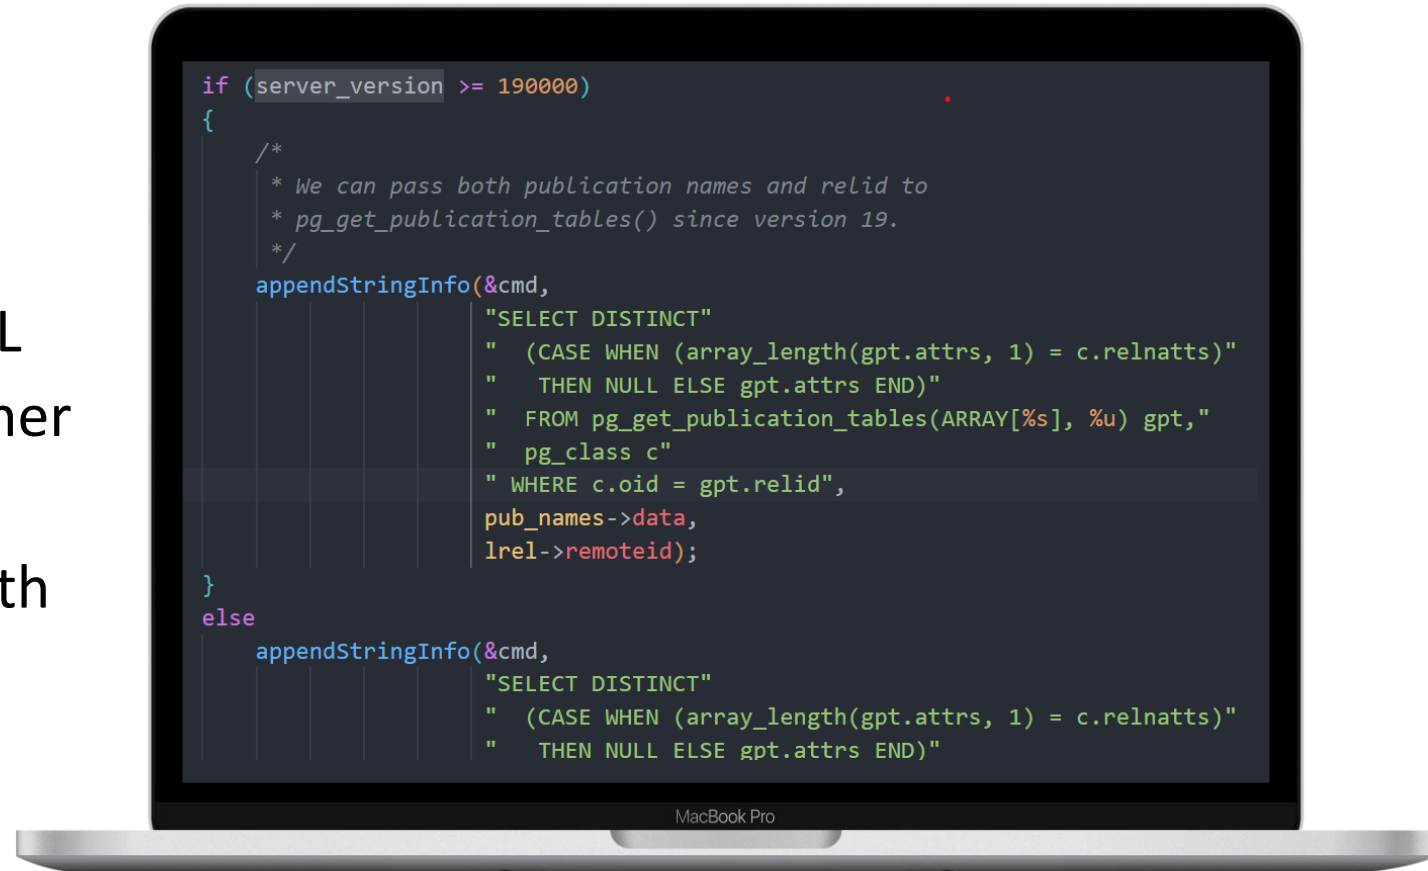 if (server_version >= 190000)
{
/*
* We can pass both publication names and relid to
* pg_get_publication_tables() since version 19.
*/
appendStringInfo(&cmd,
"SELECT DISTINCT"
"  (CASE WHEN (array_length(gpt.attrs, 1) = c.relnatts)"
"   THEN NULL ELSE gpt.attrs END)"
"  FROM pg_get_publication_tables(ARRAY[%s], %u) gpt,"
"  pg_class c"
" WHERE c.oid = gpt.relid",
pub_names->data,
lrel->remoteid);
}
else
appendStringInfo(&cmd,
"SELECT DISTINCT"
"  (CASE WHEN (array_length(gpt.attrs, 1) = c.relnatts)"
"   THEN NULL ELSE gpt.attrs END)"
MacBook Pro